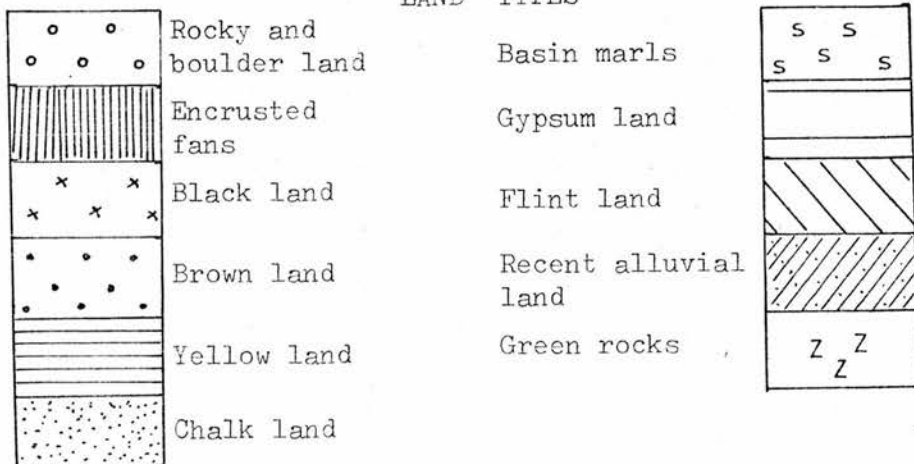 Rocky and
boulder land
Encrusted
fans
Black land
Brown land
Yellow land
Chalk land
Basin marls
s s
s s s
Gypsum land
Flint land
Recent alluvial
land
Green rocks
Z Z
Z